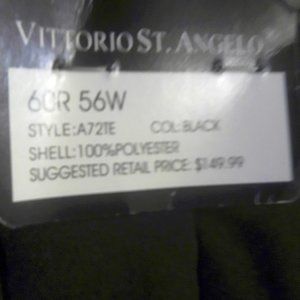 VITTORIO ST. ANGELO
60R 56W
STYLE:A72TE COL:BLACK
SHELL:100%POLYESTER
SUGGESTED RETAIL PRICE: $149.99